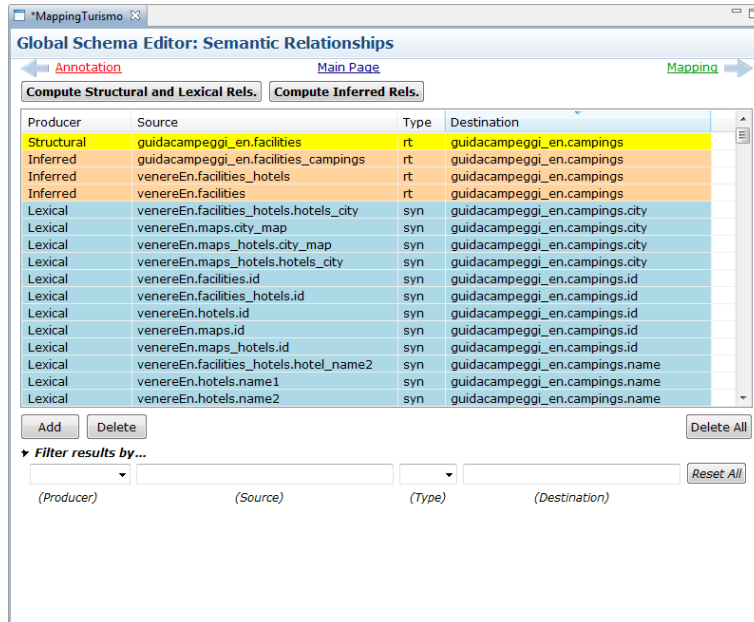 *MappingTurismo
Global Schema Editor: Semantic Relationships
Annotation Main Page Mapping
Compute Structural and Lexical Rels. Compute Inferred Rels.
Producer Source Type Destination
Structural guidacampeggi_en.facilities rt guidacampeggi_en.campings
Inferred guidacampeggi_en.facilities_campings rt guidacampeggi_en.campings
Inferred venereEn.facilities_hotels rt guidacampeggi_en.campings
Inferred venereEn.facilities rt guidacampeggi_en.campings
Lexical venereEn.facilities_hotels.hotels_city syn guidacampeggi_en.campings.city
Lexical venereEn.maps.city_map syn guidacampeggi_en.campings.city
Lexical venereEn.maps_hotels.city_map syn guidacampeggi_en.campings.city
Lexical venereEn.maps_hotels.hotels_city syn guidacampeggi_en.campings.city
Lexical venereEn.facilities.id syn guidacampeggi_en.campings.id
Lexical venereEn.facilities_hotels.id syn guidacampeggi_en.campings.id
Lexical venereEn.hotels.id syn guidacampeggi_en.campings.id
Lexical venereEn.maps.id syn guidacampeggi_en.campings.id
Lexical venereEn.maps_hotels.id syn guidacampeggi_en.campings.id
Lexical venereEn.facilities_hotels.hotel_name2 syn guidacampeggi_en.campings.name
Lexical venereEn.hotels.name1 syn guidacampeggi_en.campings.name
Lexical venereEn.hotels.name2 syn guidacampeggi_en.campings.name
Add Delete Delete All
Filter results by...
Reset All
(Producer) (Source) (Type) (Destination)